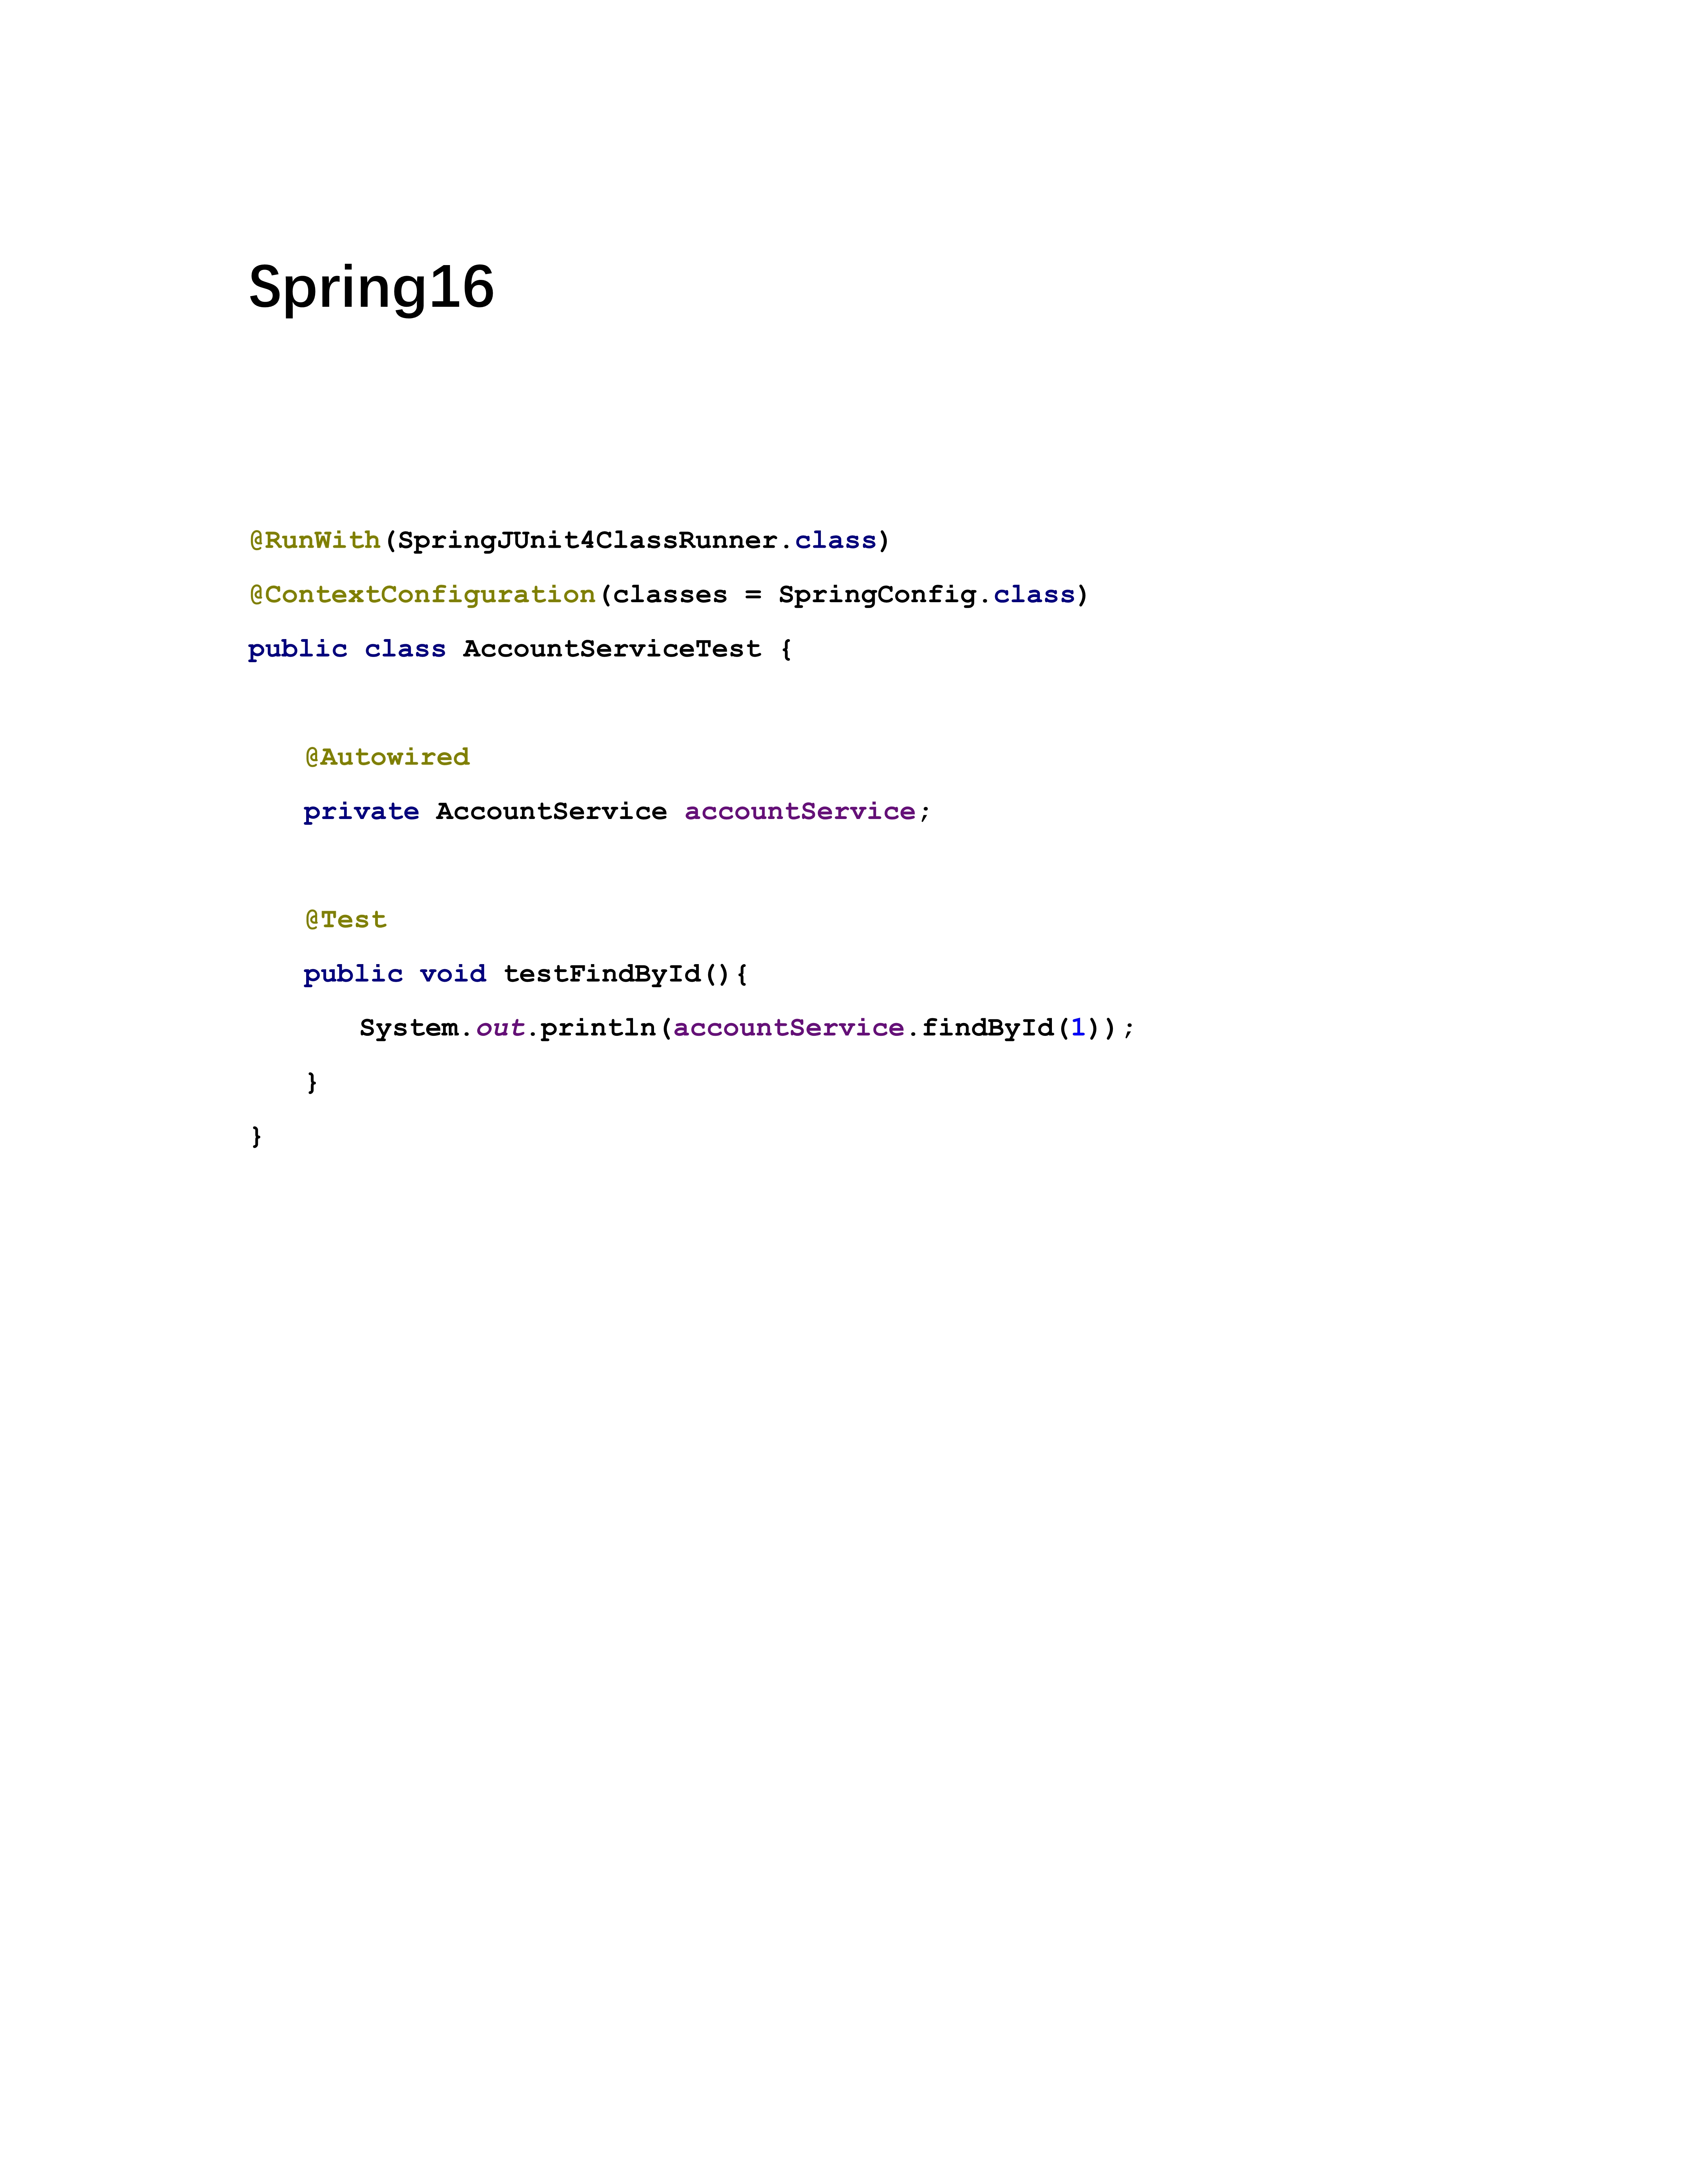 Spring16
@RunWith(SpringJUnit4ClassRunner.class)
@ContextConfiguration(classes = SpringConfig.class)
public class AccountServiceTest {
@Autowired
private AccountService accountService;
@Test
public void testFindById(){
System.out.println(accountService.findById(1));
}
}